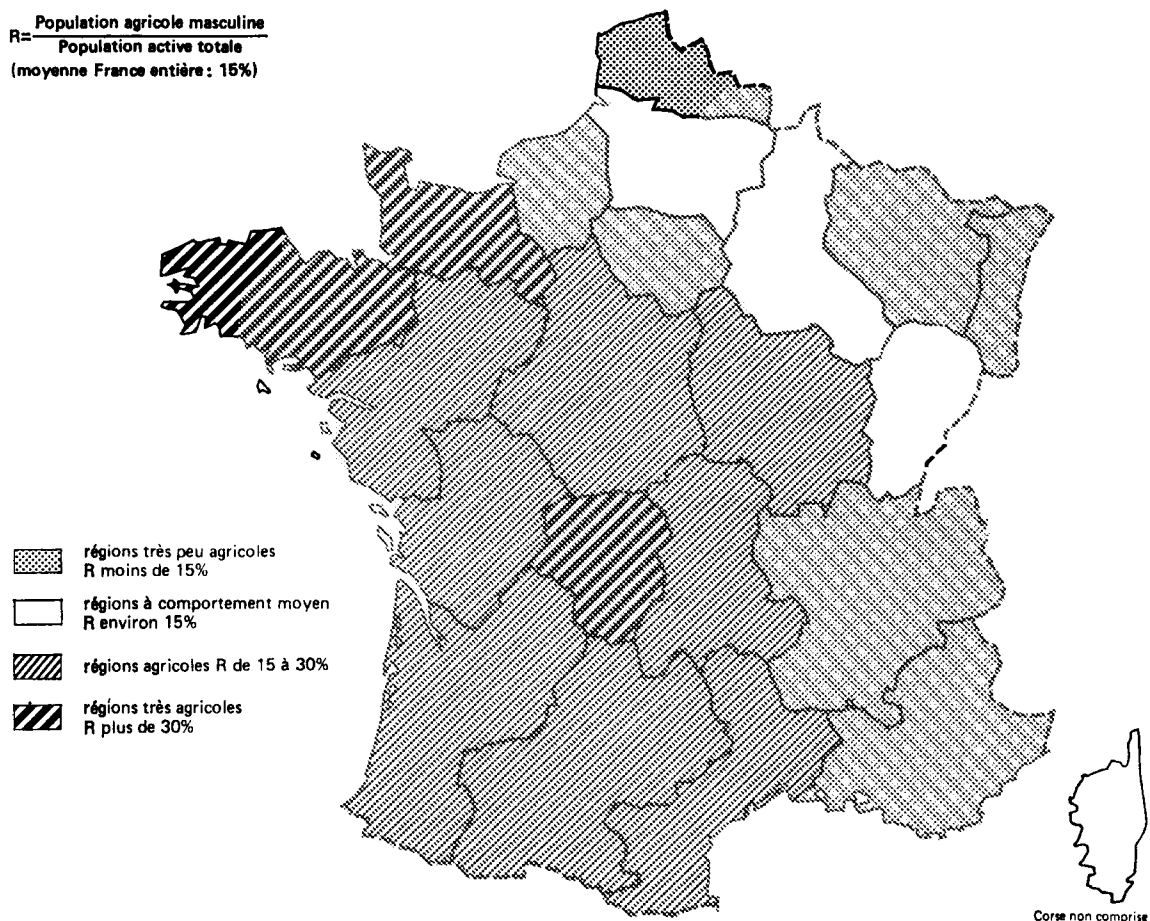 R= Population agricole masculine
Population active totale
(moyenne France entière : 15%)
régions très peu agricoles
R moins de 15%
régions à comportement moyen
R environ 15%
régions agricoles R de 15 à 30%
régions très agricoles
R plus de 30%
Corse non comprise